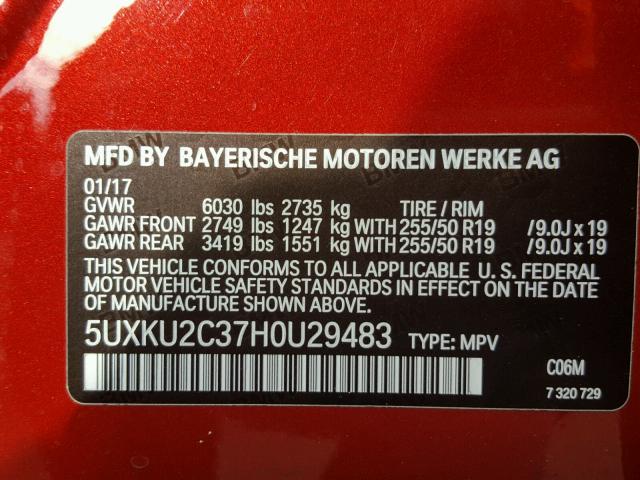 MFD BY BAYERISCHE MOTOREN WERKE AG
01/17
GVWR 6030 lbs 2735 kg TIRE / RIM
GAWR FRONT 2749 lbs 1247 kg WITH 255/50 R19 /9.0J x 19
GAWR REAR 3419 lbs 1551 kg WITH 255/50 R19 /9.0J x 19
THIS VEHICLE CONFORMS TO ALL APPLICABLE U. S. FEDERAL
MOTOR VEHICLE SAFETY STANDARDS IN EFFECT ON THE DATE
OF MANUFACTURE SHOWN ABOVE.
5UXKU2C37H0U29483 TYPE: MPV
C06M
7 320 729